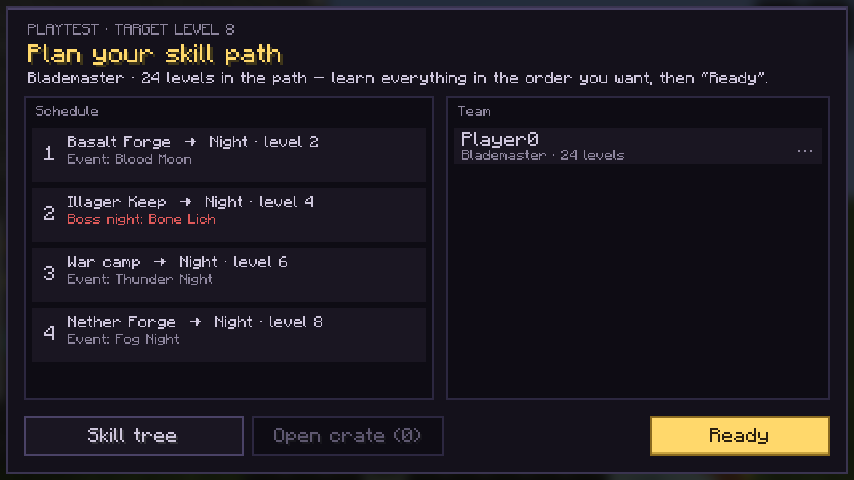 PLAYTEST · TARGET LEVEL 8
Plan your skill path
Blademaster · 24 levels in the path – learn everything in the order you want, then "Ready".
Schedule
1
Basalt Forge → Night · level 2
Event: Blood Moon
2
Illager Keep → Night · level 4
Boss night: Bone Lich
3
War camp → Night · level 6
Event: Thunder Night
4
Nether Forge → Night · level 8
Event: Fog Night
Team
Player0
Blademaster · 24 levels
...
Skill tree
Open crate (0)
Ready